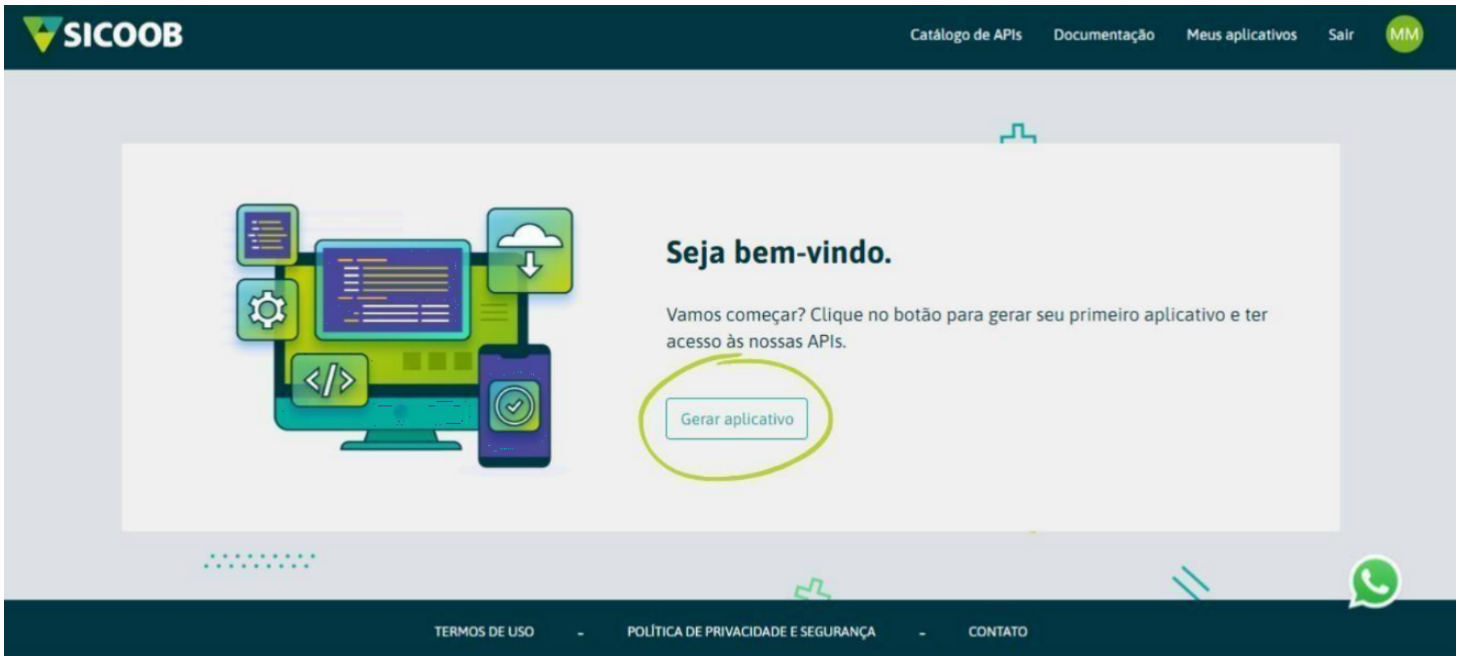 SICOOB
Catálogo de APIs Documentação Meus aplicativos Sair MM
Seja bem-vindo.
Vamos começar? Clique no botão para gerar seu primeiro aplicativo e ter
acesso às nossas APIs.
</>
Gerar aplicativo
TERMOS DE USO - POLÍTICA DE PRIVACIDADE E SEGURANÇA - CONTATO